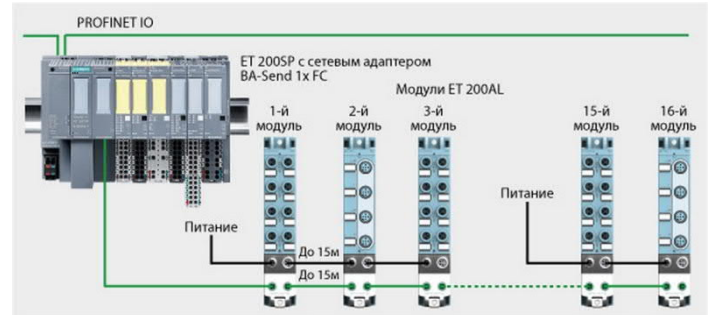 PROFINET IO
ET 200SP с сетевым адаптером
BA-Send 1x FC
Модули ET 200AL
1-й
модуль
2-й
модуль
3-й
модуль
15-й
модуль
16-й
модуль
Питание
Питание
До 15м
До 15м